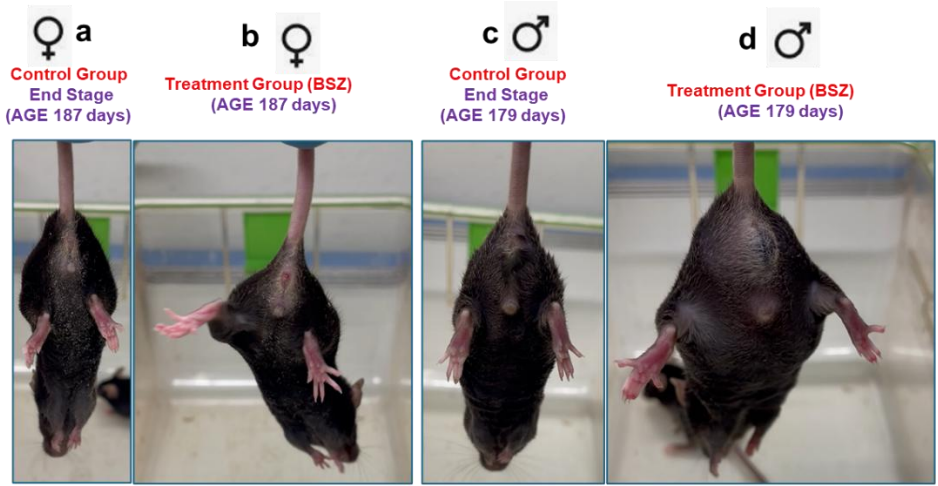 ♀ a
Control Group
End Stage
(AGE 187 days)
b ♀
Treatment Group (BSZ)
(AGE 187 days)
c ♂
Control Group
End Stage
(AGE 179 days)
d ♂
Treatment Group (BSZ)
(AGE 179 days)